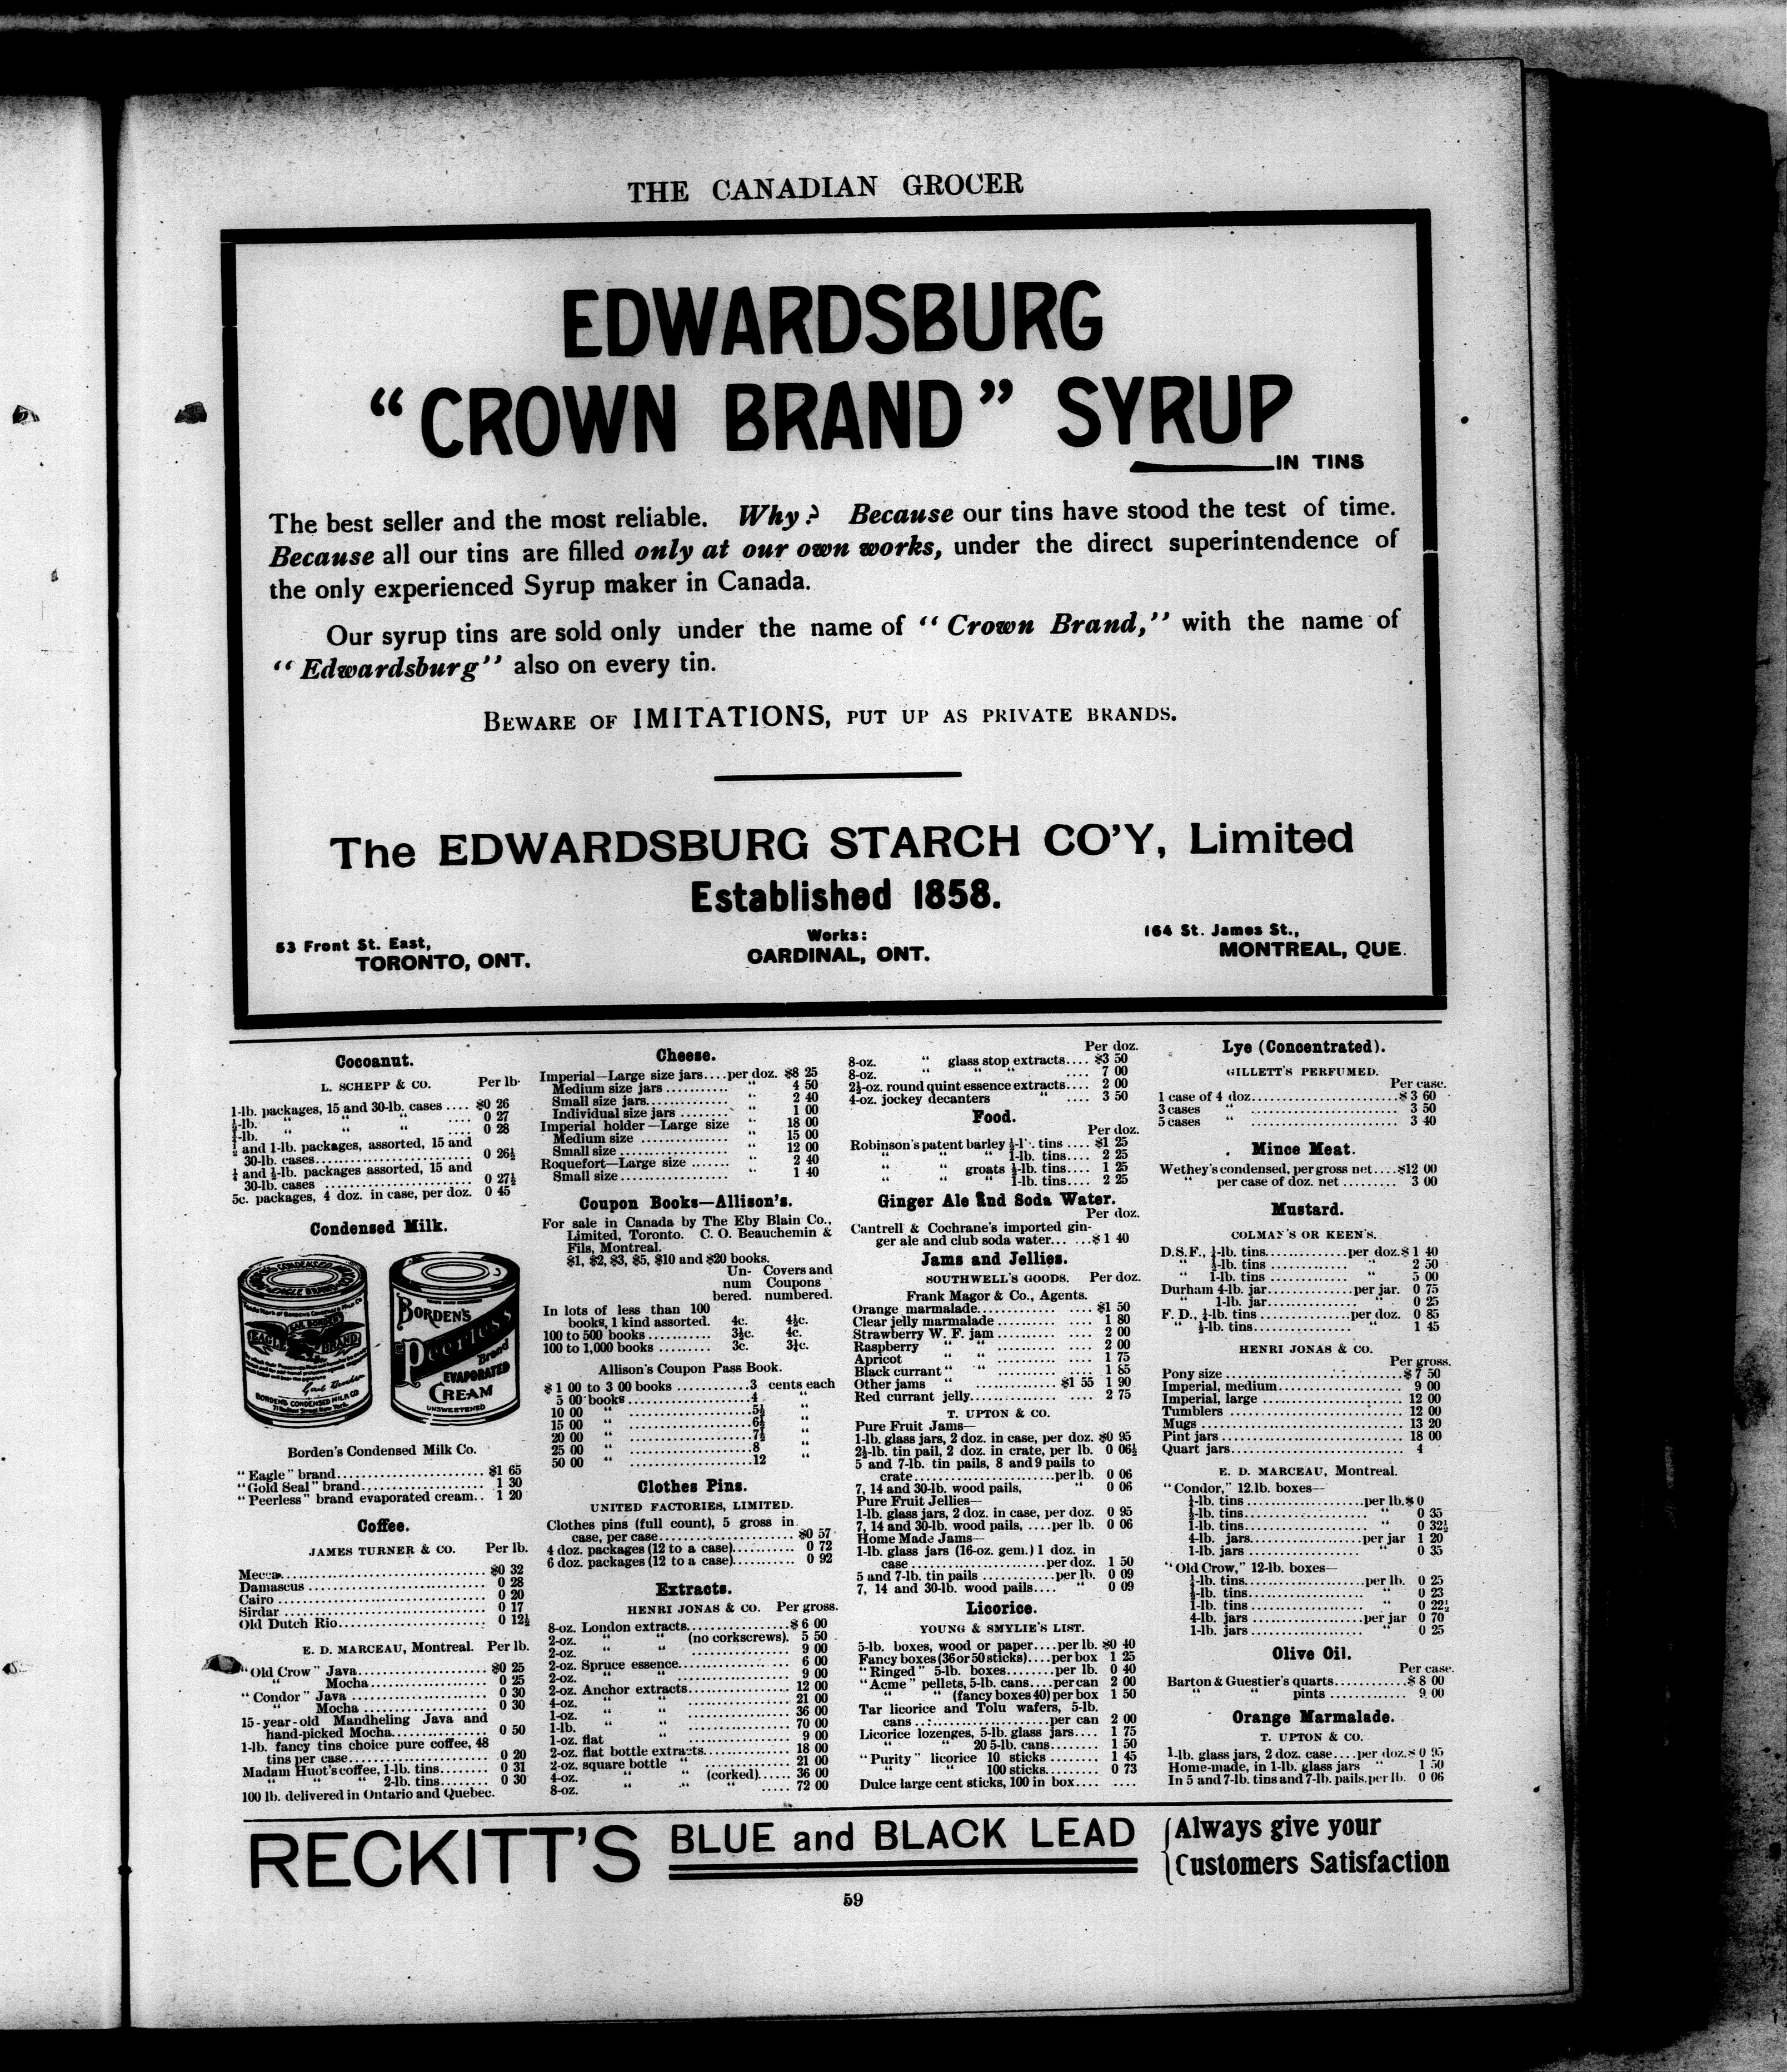 THE CANADIAN GROCER
EDWARDSBURG
“CROWN BRAND” SYRUP
IN TINS
The best seller and the most reliable. Why? Because our tins have stood the test of time.
Because all our tins are filled only at our own works, under the direct superintendence of
the only experienced Syrup maker in Canada.
Our syrup tins are sold only under the name of “Crown Brand,” with the name of
“Edwardsburg” also on every tin.
BEWARE OF IMITATIONS, PUT UP AS PRIVATE BRANDS.
The EDWARDSBURG STARCH CO’Y, Limited
Established 1858.
53 Front St. East,
TORONTO, ONT.
Works:
CARDINAL, ONT.
164 St. James St.,
MONTREAL, QUE.
Cocoanut.
L. SCHEPP & CO. Per lb.
1-lb. packages, 15 and 30-lb. cases .... $0 26
½-lb. “ “ “ .... 0 27
¼-lb. “ “ “ .... 0 28
½ and 1-lb. packages, assorted, 15 and
30-lb. cases........ 0 26½
¼ and ½-lb. packages assorted, 15 and
30-lb. cases ........ 0 27½
5c. packages, 4 doz. in case, per doz. 0 45
Condensed Milk.
EAGLE BRAND
BORDEN'S CONDENSED MILK CO.
BORDEN'S
Peerless
Brand
EVAPORATED
CREAM
UNSWEETENED
Borden's Condensed Milk Co.
“Eagle” brand........ $1 65
“Gold Seal” brand........ 1 30
“Peerless” brand evaporated cream.. 1 20
Coffee.
JAMES TURNER & CO. Per lb.
Mecca........ $0 32
Damascus ........ 0 28
Cairo ........ 0 20
Sirdar ........ 0 17
Old Dutch Rio........ 0 12½
E. D. MARCEAU, Montreal. Per lb.
“Old Crow” Java........ $0 25
“ Mocha........ 0 25
“Condor” Java ........ 0 30
“ Mocha ........ 0 30
15-year-old Mandheling Java and
hand-picked Mocha........ 0 50
1-lb. fancy tins choice pure coffee, 48
tins per case........ 0 20
Madam Huot's coffee, 1-lb. tins........ 0 31
“ “ “ 2-lb. tins........ 0 30
100 lb. delivered in Ontario and Quebec.
Cheese.
Imperial—Large size jars....per doz. $8 25
Medium size jars ........ “ 4 50
Small size jars........ “ 2 40
Individual size jars ........ “ 1 00
Imperial holder—Large size “ 18 00
Medium size ........ “ 15 00
Small size ........ “ 12 00
Roquefort—Large size ....... “ 2 40
Small size........ “ 1 40
Coupon Books—Allison's.
For sale in Canada by The Eby Blain Co.,
Limited, Toronto. C. O. Beauchemin &
Fils, Montreal.
$1, $2, $3, $5, $10 and $20 books.
Un- Covers and
num Coupons
bered. numbered.
In lots of less than 100
books, 1 kind assorted. 4c. 4½c.
100 to 500 books .......... 3½c. 4c.
100 to 1,000 books ......... 3c. 3½c.
Allison's Coupon Pass Book.
$ 1 00 to 3 00 books ............3 cents each
5 00 books........4 “
10 00 “ ........5½ “
15 00 “ ........6½ “
20 00 “ ........7½ “
25 00 “ ........8 “
50 00 “ ........12 “
Clothes Pins.
UNITED FACTORIES, LIMITED.
Clothes pins (full count), 5 gross in
case, per case........ $0 57
4 doz. packages (12 to a case)........ 0 72
6 doz. packages (12 to a case)........ 0 92
Extracts.
HENRI JONAS & CO. Per gross.
8-oz. London extracts........ $ 6 00
2-oz. “ “ (no corkscrews). 5 50
2-oz. “ “ ........ 9 00
2-oz. Spruce essence........ 6 00
2-oz. “ “ ........ 9 00
2-oz. Anchor extracts........ 12 00
4-oz. “ “ ........ 21 00
1-oz. “ “ ........ 36 00
1-lb. “ “ ........ 70 00
1-oz. flat “ ........ 9 00
2-oz. flat bottle extracts........ 18 00
2-oz. square bottle “ ........ 21 00
4-oz. “ “ (corked)...... 36 00
8-oz. “ “ “ ...... 72 00
Per doz.
8-oz. “ glass stop extracts.... $3 50
8-oz. “ “ “ .... 7 00
2½-oz. round quint essence extracts.... 2 00
4-oz. jockey decanters “ .... 3 50
Food.
Per doz.
Robinson's patent barley ½-lb. tins .... $1 25
“ “ 1-lb. tins.... 2 25
“ “ groats ½-lb. tins.... 1 25
“ “ 1-lb. tins.... 2 25
Ginger Ale and Soda Water.
Per doz.
Cantrell & Cochrane's imported gin-
ger ale and club soda water... ...$ 1 40
Jams and Jellies.
SOUTHWELL'S GOODS. Per doz.
Frank Magor & Co., Agents.
Orange marmalade........ $1 50
Clear jelly marmalade ........ 1 80
Strawberry W. F. jam ........ 2 00
Raspberry “ “ ........ 2 00
Apricot “ “ ........ 1 75
Black currant “ “ ........ 1 85
Other jams “ ........ $1 55 1 90
Red currant jelly........ 2 75
T. UPTON & CO.
Pure Fruit Jams—
1-lb. glass jars, 2 doz. in case, per doz. $0 95
2½-lb. tin pail, 2 doz. in crate, per lb. 0 06½
5 and 7-lb. tin pails, 8 and 9 pails to
crate........per lb. 0 06
7, 14 and 30-lb. wood pails, “ 0 06
Pure Fruit Jellies—
1-lb. glass jars, 2 doz. in case, per doz. 0 95
7, 14 and 30-lb. wood pails, ....per lb. 0 06
Home Made Jams—
1-lb. glass jars (16-oz. gem.) 1 doz. in
case ........per doz. 1 50
5 and 7-lb. tin pails ........per lb. 0 09
7, 14 and 30-lb. wood pails.... “ 0 09
Licorice.
YOUNG & SMYLIE'S LIST.
5-lb. boxes, wood or paper....per lb. $0 40
Fancy boxes (36 or 50 sticks)....per box 1 25
“Ringed” 5-lb. boxes........per lb. 0 40
“Acme” pellets, 5-lb. cans....per can 2 00
“ “ (fancy boxes 40) per box 1 50
Tar licorice and Tolu wafers, 5-lb.
cans ........per can 2 00
Licorice lozenges, 5-lb. glass jars.... 1 75
“ “ 20 5-lb. cans........ 1 50
“Purity” licorice 10 sticks ......... 1 45
“ “ 100 sticks........ 0 73
Dulce large cent sticks, 100 in box.... ....
Lye (Concentrated).
GILLETT'S PERFUMED.
Per case.
1 case of 4 doz........$ 3 60
3 cases “ ........ 3 50
5 cases “ ........ 3 40
Mince Meat.
Wethey's condensed, per gross net....$12 00
“ per case of doz. net ......... 3 00
Mustard.
COLMAN'S OR KEEN'S.
D.S.F., ¼-lb. tins........per doz. $ 1 40
“ ½-lb. tins ........ “ 2 50
“ 1-lb. tins ........ “ 5 00
Durham 4-lb. jar........per jar. 0 75
“ 1-lb. jar........ “ 0 25
F. D., ¼-lb. tins ........per doz. 0 85
“ ½-lb. tins........ “ 1 45
HENRI JONAS & CO.
Per gross.
Pony size ........$ 7 50
Imperial, medium........ 9 00
Imperial, large ........ 12 00
Tumblers ........ 12 00
Mugs ........ 13 20
Pint jars ........ 18 00
Quart jars........ 4
E. D. MARCEAU, Montreal.
“Condor,” 12.lb. boxes—
¼-lb. tins ........per lb. $ 0
½-lb. tins........ “ 0 35
1-lb. tins........ “ 0 32½
4-lb. jars........per jar 1 20
1-lb. jars ........ “ 0 35
“Old Crow,” 12-lb. boxes—
¼-lb. tins........per lb. 0 25
½-lb. tins........ “ 0 23
1-lb. tins ........ “ 0 22½
4-lb. jars ........per jar 0 70
1-lb. jars ........ “ 0 25
Olive Oil.
Per case.
Barton & Guestier's quarts........$ 8 00
“ “ pints ........ 9 00
Orange Marmalade.
T. UPTON & CO.
1-lb. glass jars, 2 doz. case....per doz. $ 0 95
Home-made, in 1-lb. glass jars “ 1 50
In 5 and 7-lb. tins and 7-lb. pails, per lb. 0 06
RECKITT'S BLUE and BLACK LEAD
Always give your
Customers Satisfaction
59